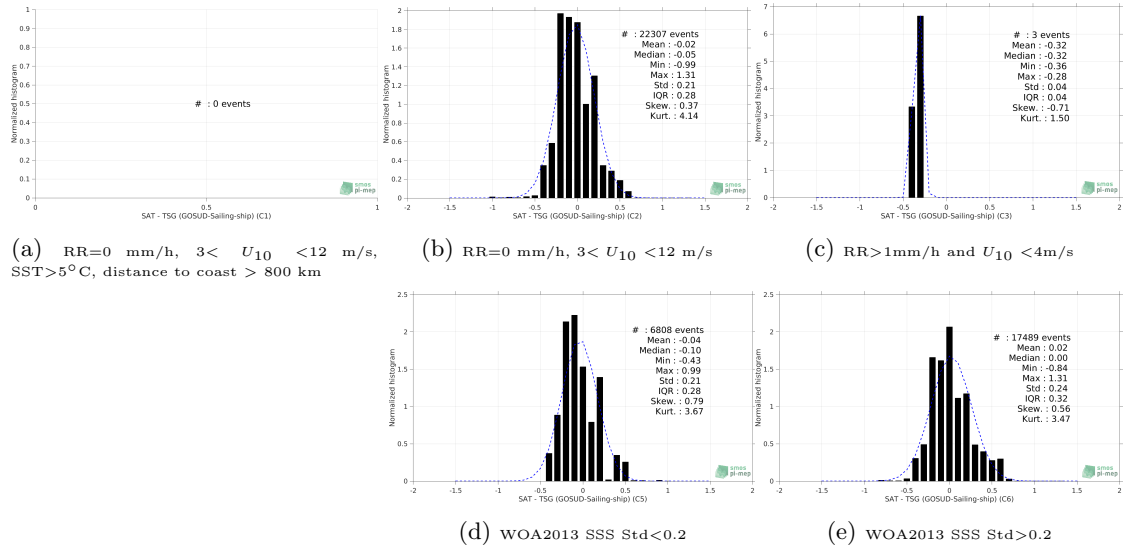 1
0.9
0.8
0.7
0.6
0.5
0.4
0.3
0.2
0.1
0
Normalized histogram
# : 0 events
smos
pi-mep
0 0.5 1
SAT - TSG (GOSUD-Sailing-ship) (C1)
(a) RR=0 mm/h, 3< U10 <12 m/s,
SST>5°C, distance to coast > 800 km
2
1.8
1.6
1.4
1.2
1
0.8
0.6
0.4
0.2
0
Normalized histogram
# : 22307 events
Mean : -0.02
Median : -0.05
Min : -0.99
Max : 1.31
Std : 0.21
IQR : 0.28
Skew. : 0.37
Kurt. : 4.14
smos
pi-mep
-2 -1.5 -1 -0.5 0 0.5 1 1.5 2
SAT - TSG (GOSUD-Sailing-ship) (C2)
(b) RR=0 mm/h, 3< U10 <12 m/s
7
6
5
4
3
2
1
0
Normalized histogram
# : 3 events
Mean : -0.32
Median : -0.32
Min : -0.36
Max : -0.28
Std : 0.04
IQR : 0.04
Skew. : -0.71
Kurt. : 1.50
smos
pi-mep
-2 -1.5 -1 -0.5 0 0.5 1 1.5 2
SAT - TSG (GOSUD-Sailing-ship) (C3)
(c) RR>1mm/h and U10 <4m/s
2.5
2
1.5
1
0.5
0
Normalized histogram
# : 6808 events
Mean : -0.04
Median : -0.10
Min : -0.43
Max : 0.99
Std : 0.21
IQR : 0.28
Skew. : 0.79
Kurt. : 3.67
smos
pi-mep
-2 -1.5 -1 -0.5 0 0.5 1 1.5 2
SAT - TSG (GOSUD-Sailing-ship) (C5)
(d) WOA2013 SSS Std<0.2
2.5
2
1.5
1
0.5
0
Normalized histogram
# : 17489 events
Mean : 0.02
Median : 0.00
Min : -0.84
Max : 1.31
Std : 0.24
IQR : 0.32
Skew. : 0.56
Kurt. : 3.47
smos
pi-mep
-2 -1.5 -1 -0.5 0 0.5 1 1.5 2
SAT - TSG (GOSUD-Sailing-ship) (C6)
(e) WOA2013 SSS Std>0.2